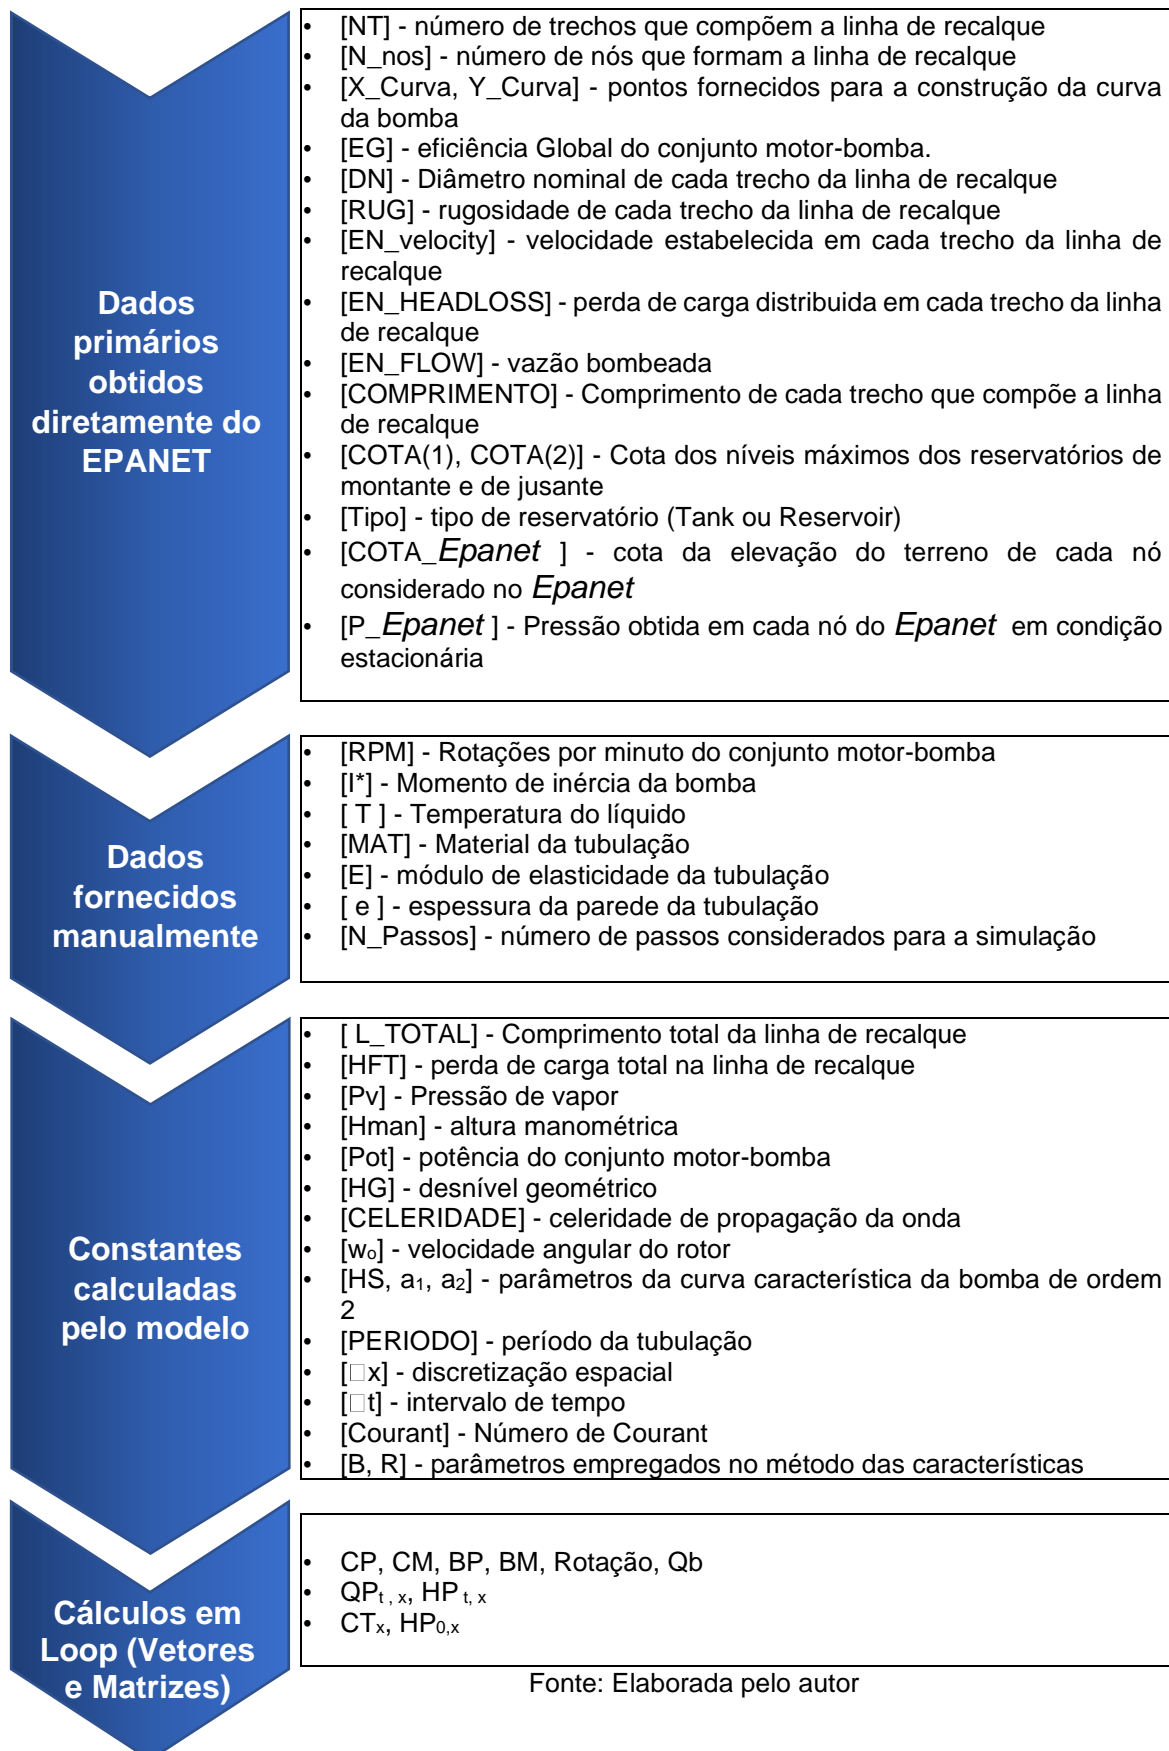 Dados
primários
obtidos
diretamente do
EPANET
• [NT] - número de trechos que compõem a linha de recalque
• [N_nos] - número de nós que formam a linha de recalque
• [X_Curva, Y_Curva] - pontos fornecidos para a construção da curva
da bomba
• [EG] - eficiência Global do conjunto motor-bomba.
• [DN] - Diâmetro nominal de cada trecho da linha de recalque
• [RUG] - rugosidade de cada trecho da linha de recalque
• [EN_velocity] - velocidade estabelecida em cada trecho da linha de
recalque
• [EN_HEADLOSS] - perda de carga distribuida em cada trecho da linha
de recalque
• [EN_FLOW] - vazão bombeada
• [COMPRIMENTO] - Comprimento de cada trecho que compõe a linha
de recalque
• [COTA(1), COTA(2)] - Cota dos níveis máximos dos reservatórios de
montante e de jusante
• [Tipo] - tipo de reservatório (Tank ou Reservoir)
• [COTA_Epanet ] - cota da elevação do terreno de cada nó
considerado no Epanet
• [P_Epanet ] - Pressão obtida em cada nó do Epanet em condição
estacionária
Dados
fornecidos
manualmente
• [RPM] - Rotações por minuto do conjunto motor-bomba
• [I*] - Momento de inércia da bomba
• [ T ] - Temperatura do líquido
• [MAT] - Material da tubulação
• [E] - módulo de elasticidade da tubulação
• [ e ] - espessura da parede da tubulação
• [N_Passos] - número de passos considerados para a simulação
Constantes
calculadas
pelo modelo
• [ L_TOTAL] - Comprimento total da linha de recalque
• [HFT] - perda de carga total na linha de recalque
• [Pv] - Pressão de vapor
• [Hman] - altura manométrica
• [Pot] - potência do conjunto motor-bomba
• [HG] - desnível geométrico
• [CELERIDADE] - celeridade de propagação da onda
• [wₒ] - velocidade angular do rotor
• [HS, a₁, a₂] - parâmetros da curva característica da bomba de ordem
2
• [PERIODO] - período da tubulação
• [□x] - discretização espacial
• [□t] - intervalo de tempo
• [Courant] - Número de Courant
• [B, R] - parâmetros empregados no método das características
Cálculos em
Loop (Vetores
e Matrizes)
• CP, CM, BP, BM, Rotação, Qb
• QPt , x, HP t, x
• CTx, HP0,x
Fonte: Elaborada pelo autor